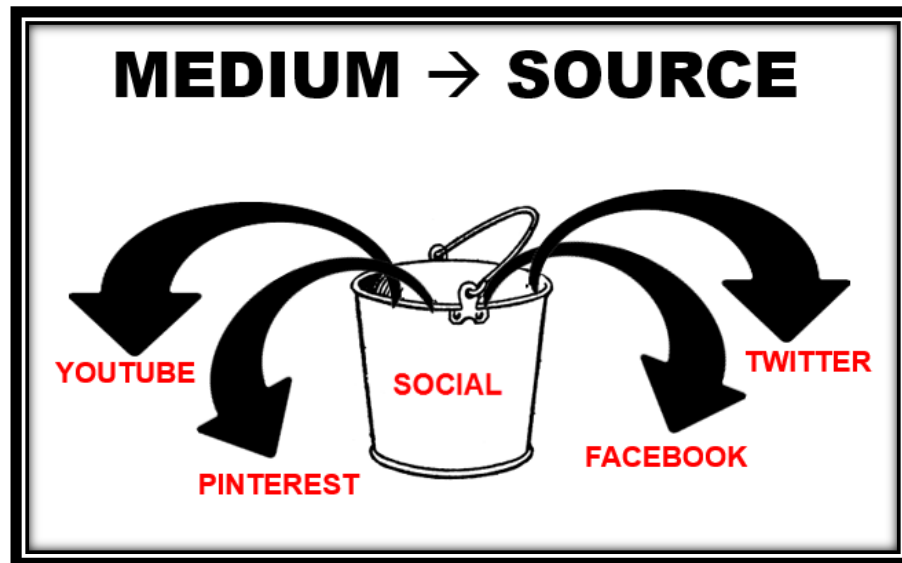 MEDIUM → SOURCE
YOUTUBE
TWITTER
SOCIAL
PINTEREST
FACEBOOK